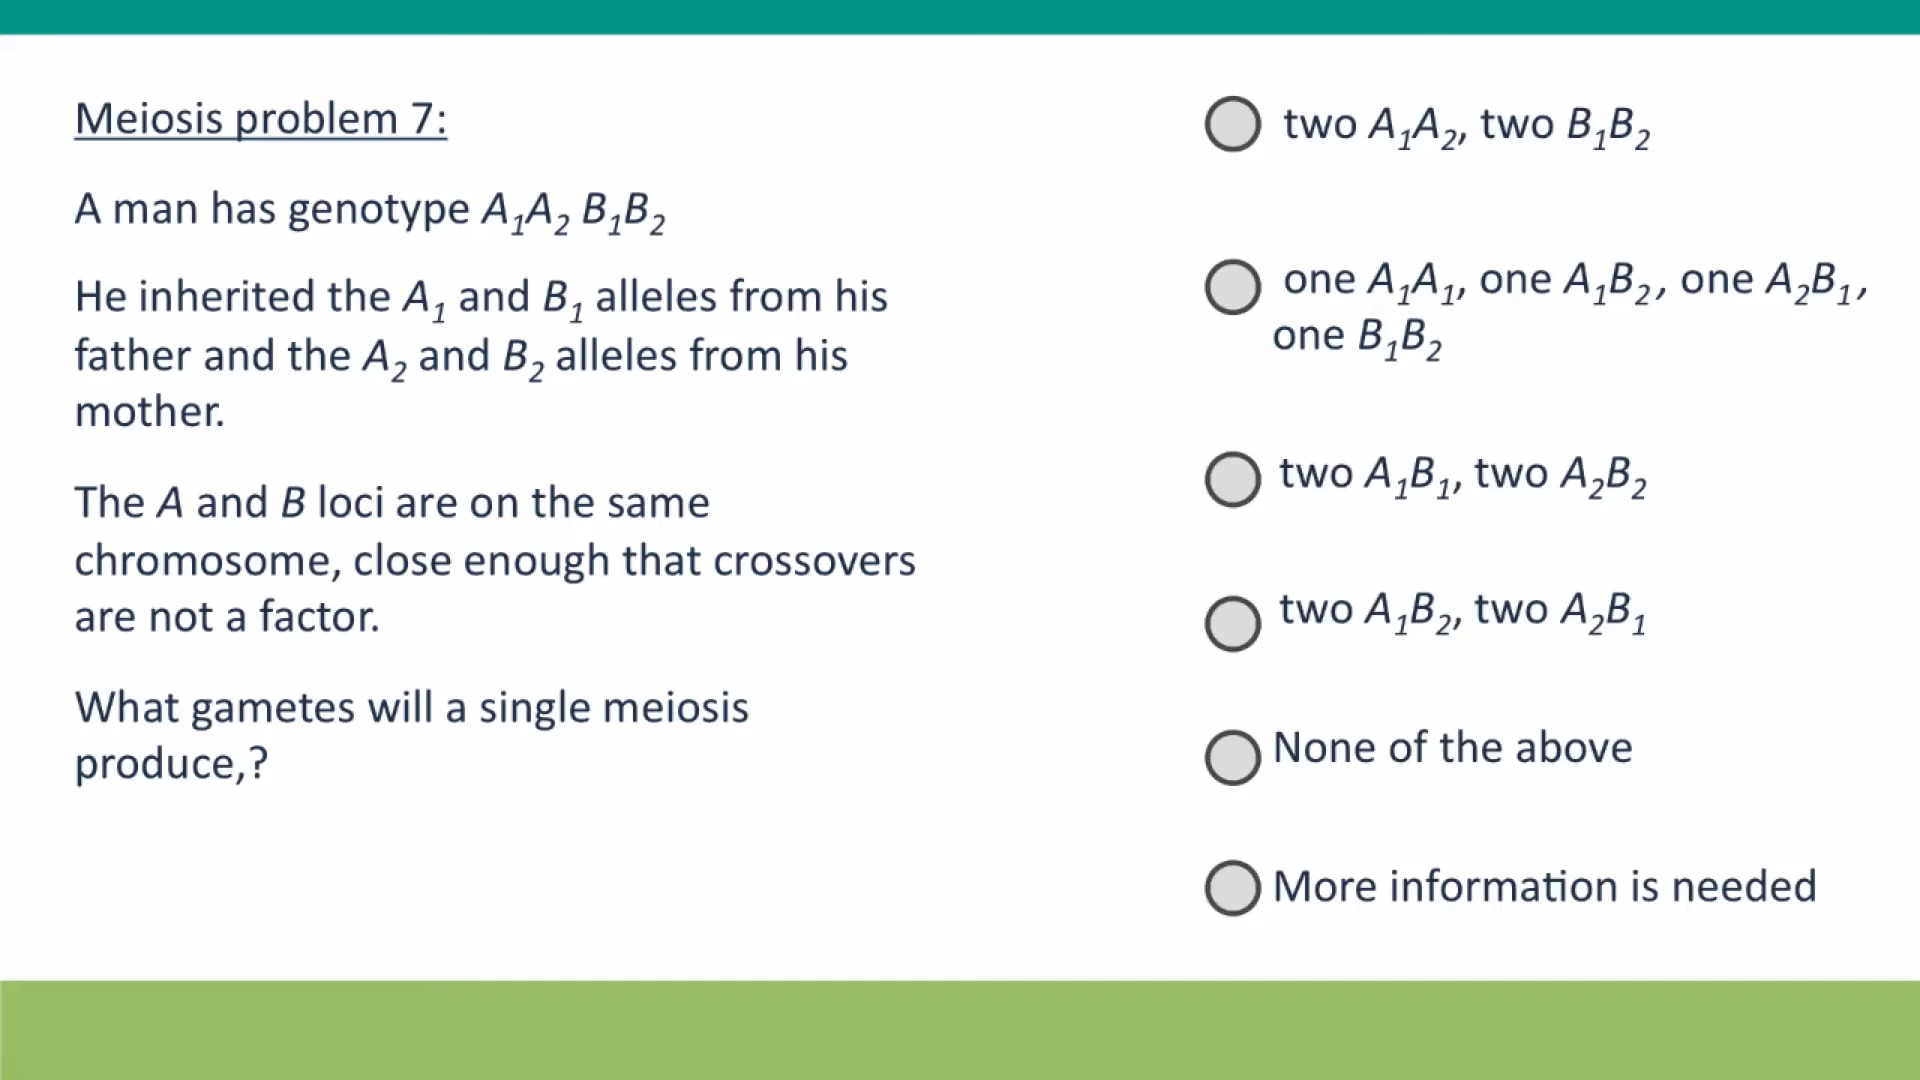 Meiosis problem 7:
A man has genotype A₁A₂ B₁B₂
He inherited the A₁ and B₁ alleles from his
father and the A₂ and B₂ alleles from his
mother.
The A and B loci are on the same
chromosome, close enough that crossovers
are not a factor.
What gametes will a single meiosis
produce,?
two A₁A₂, two B₁B₂
one A₁A₁, one A₁B₂, one A₂B₁,
one B₁B₂
two A₁B₁, two A₂B₂
two A₁B₂, two A₂B₁
None of the above
More information is needed